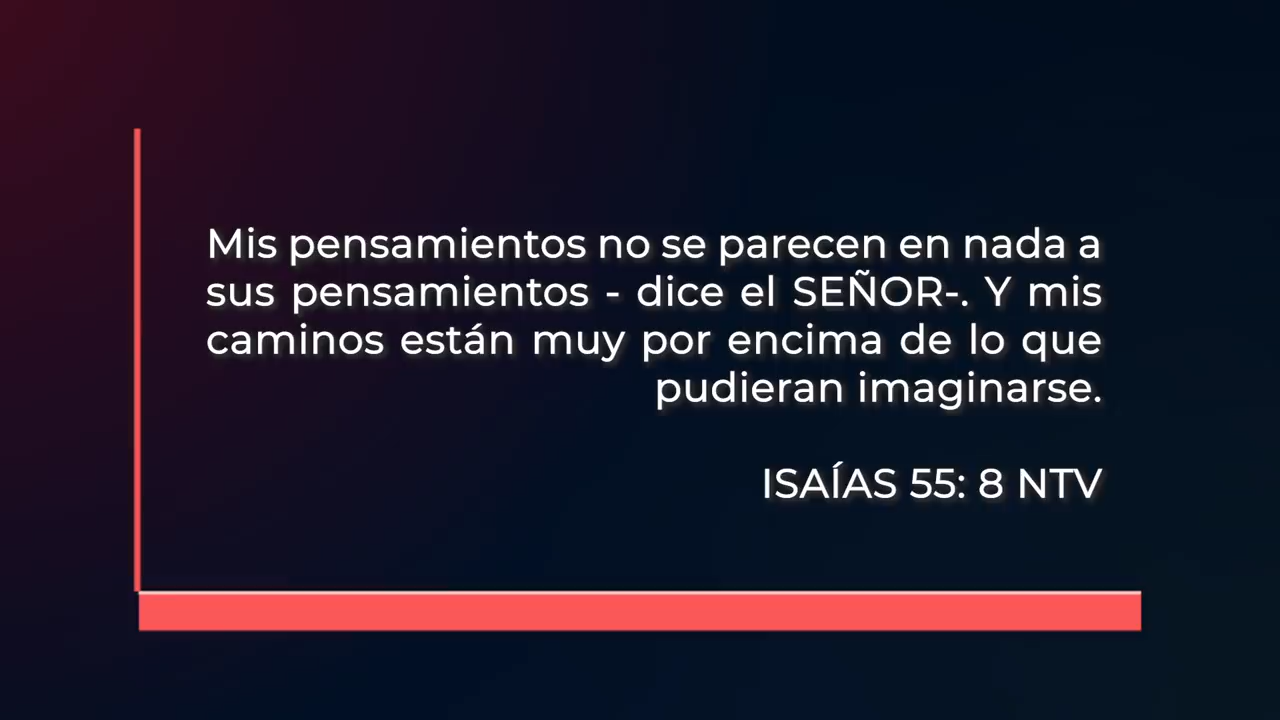 Mis pensamientos no se parecen en nada a
sus pensamientos - dice el SEÑOR-. Y mis
caminos están muy por encima de lo que
pudieran imaginarse.
ISAÍAS 55: 8 NTV